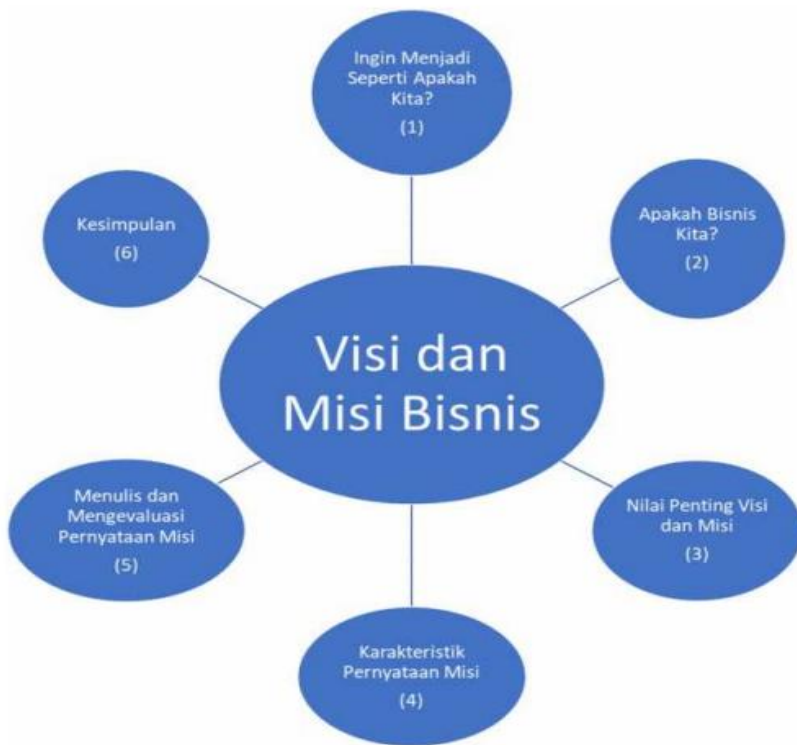 Ingin Menjadi
Seperti Apakah
Kita?
(1)
Apakah Bisnis
Kita?
(2)
Nilai Penting Visi
dan Misi
(3)
Karakteristik
Pernyataan Misi
(4)
Menulis dan
Mengevaluasi
Pernyataan Misi
(5)
Kesimpulan
(6)
Visi dan
Misi Bisnis